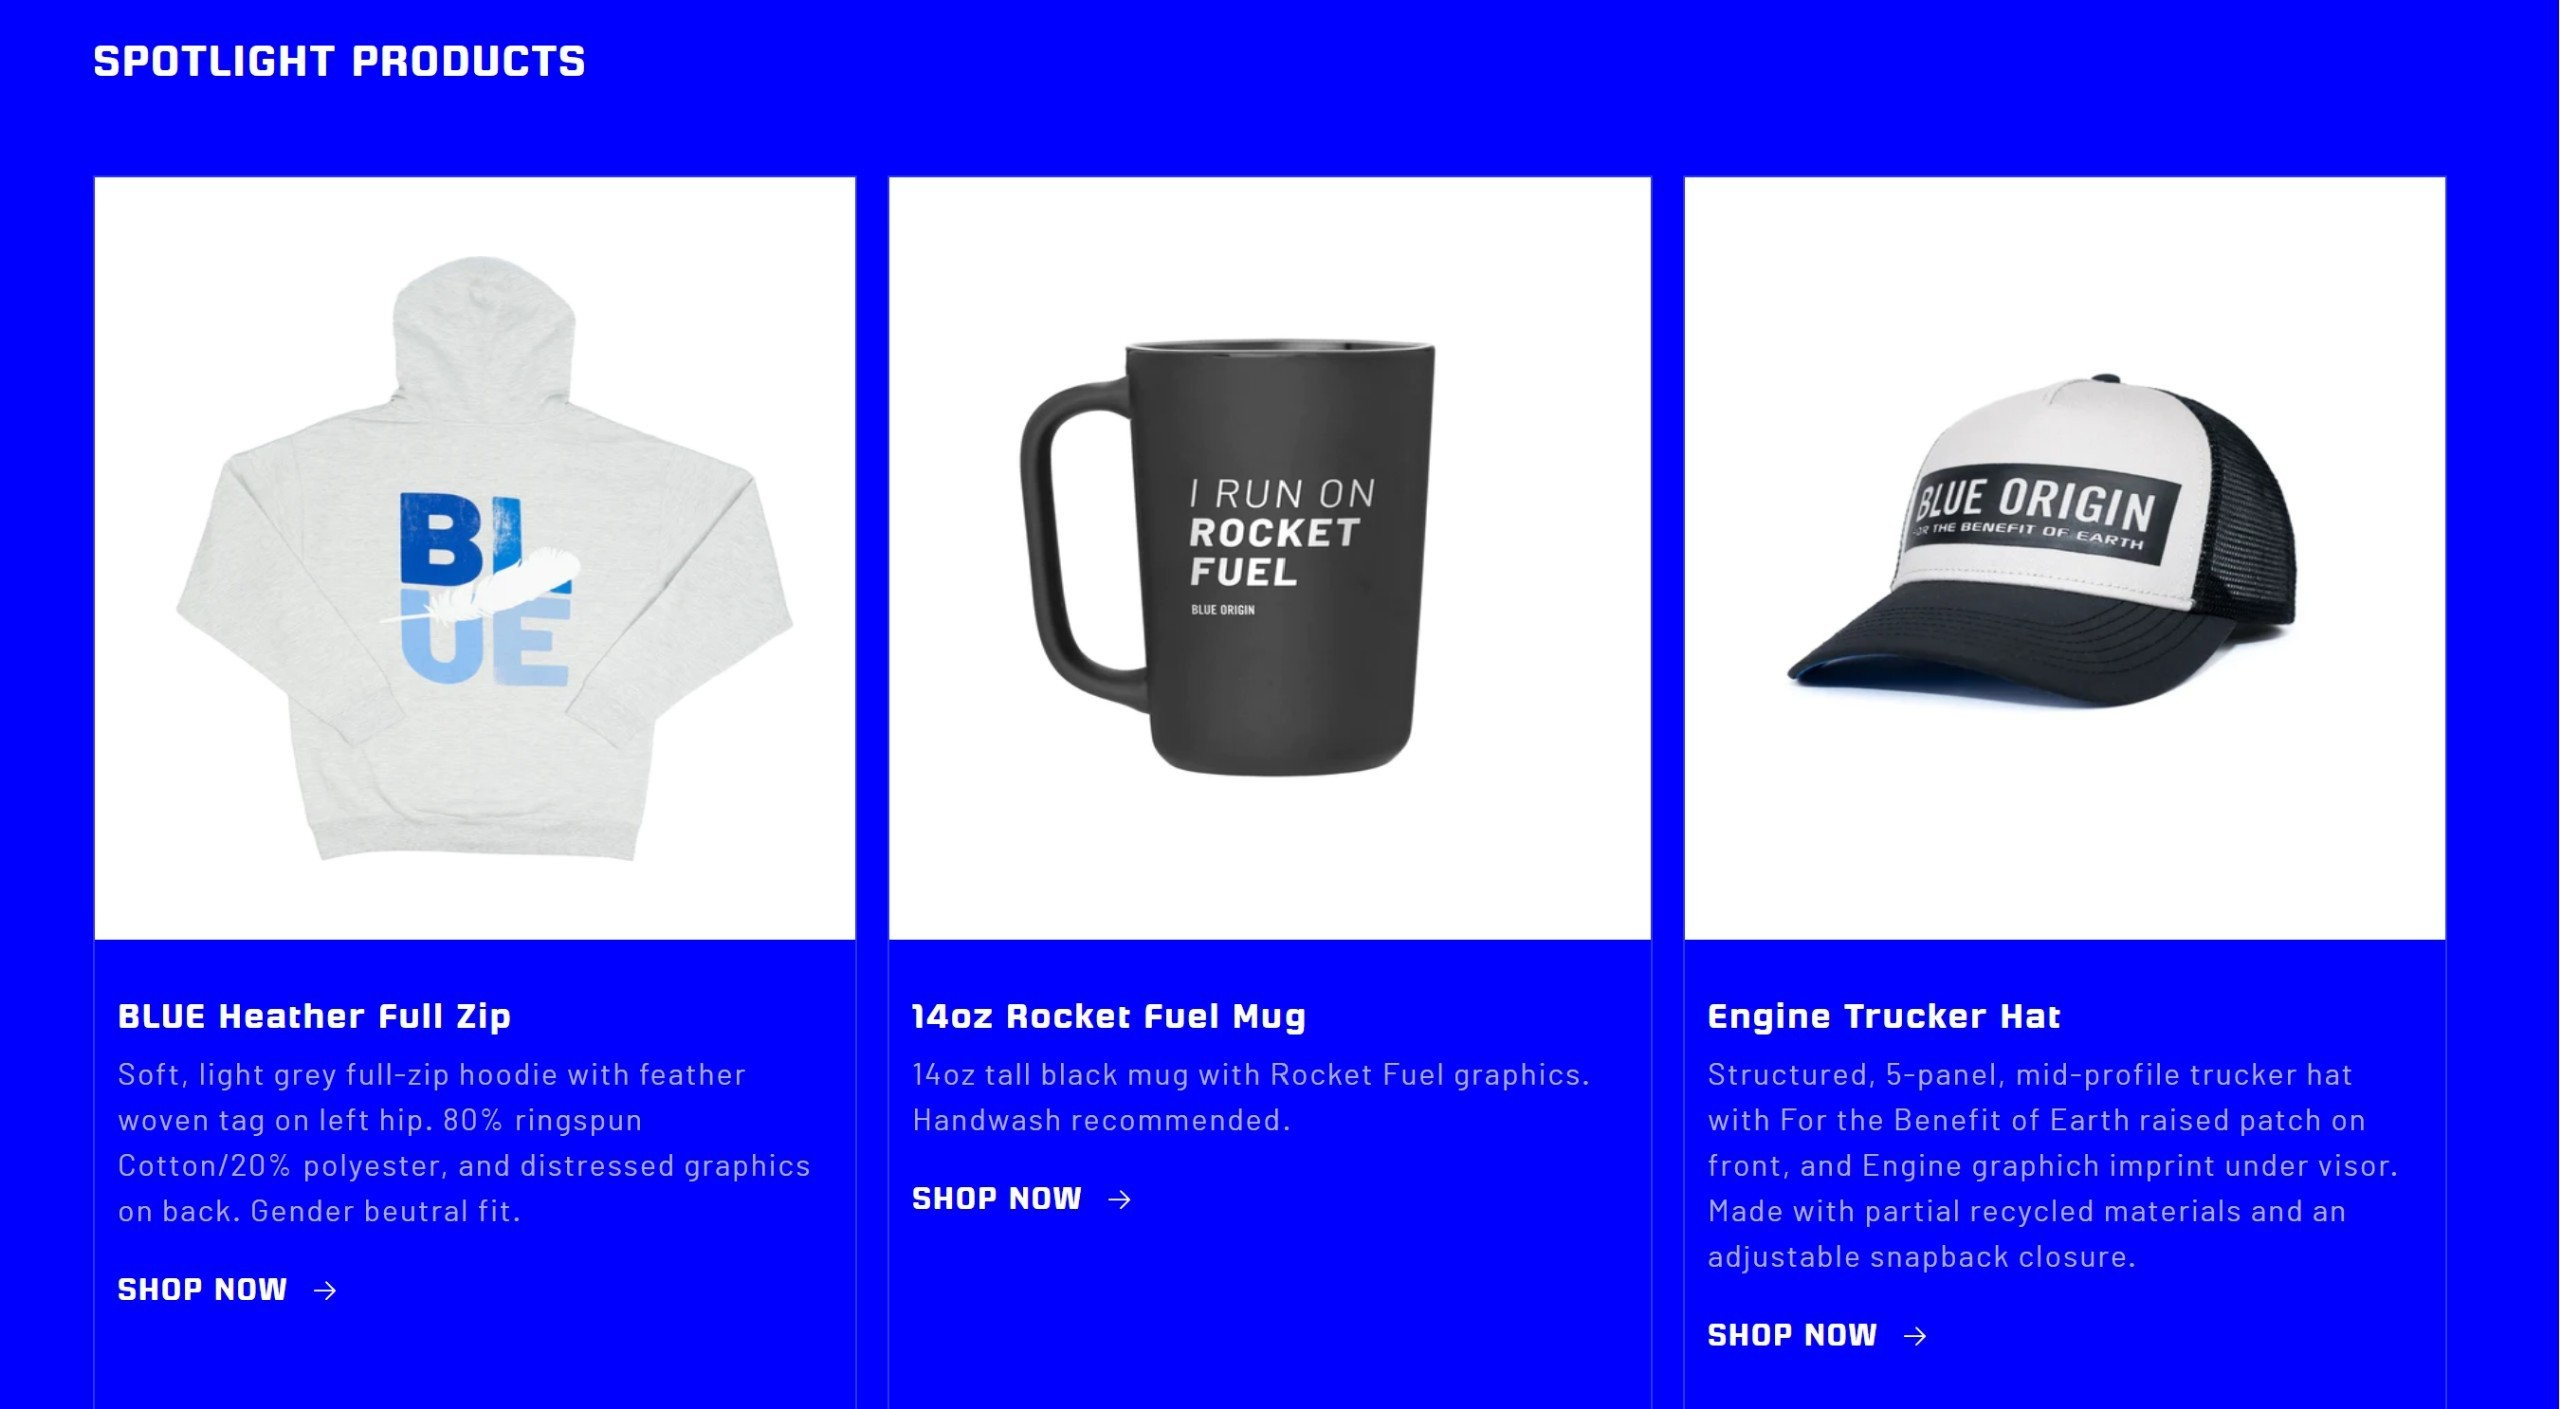 SPOTLIGHT PRODUCTS
BL
UE
I RUN ON
ROCKET
FUEL
BLUE ORIGIN
BLUE ORIGIN
FOR THE BENEFIT OF EARTH
BLUE Heather Full Zip
Soft, light grey full-zip hoodie with feather
woven tag on left hip. 80% ringspun
Cotton/20% polyester, and distressed graphics
on back. Gender beutral fit.
SHOP NOW →
14oz Rocket Fuel Mug
14oz tall black mug with Rocket Fuel graphics.
Handwash recommended.
SHOP NOW →
Engine Trucker Hat
Structured, 5-panel, mid-profile trucker hat
with For the Benefit of Earth raised patch on
front, and Engine graphich imprint under visor.
Made with partial recycled materials and an
adjustable snapback closure.
SHOP NOW →